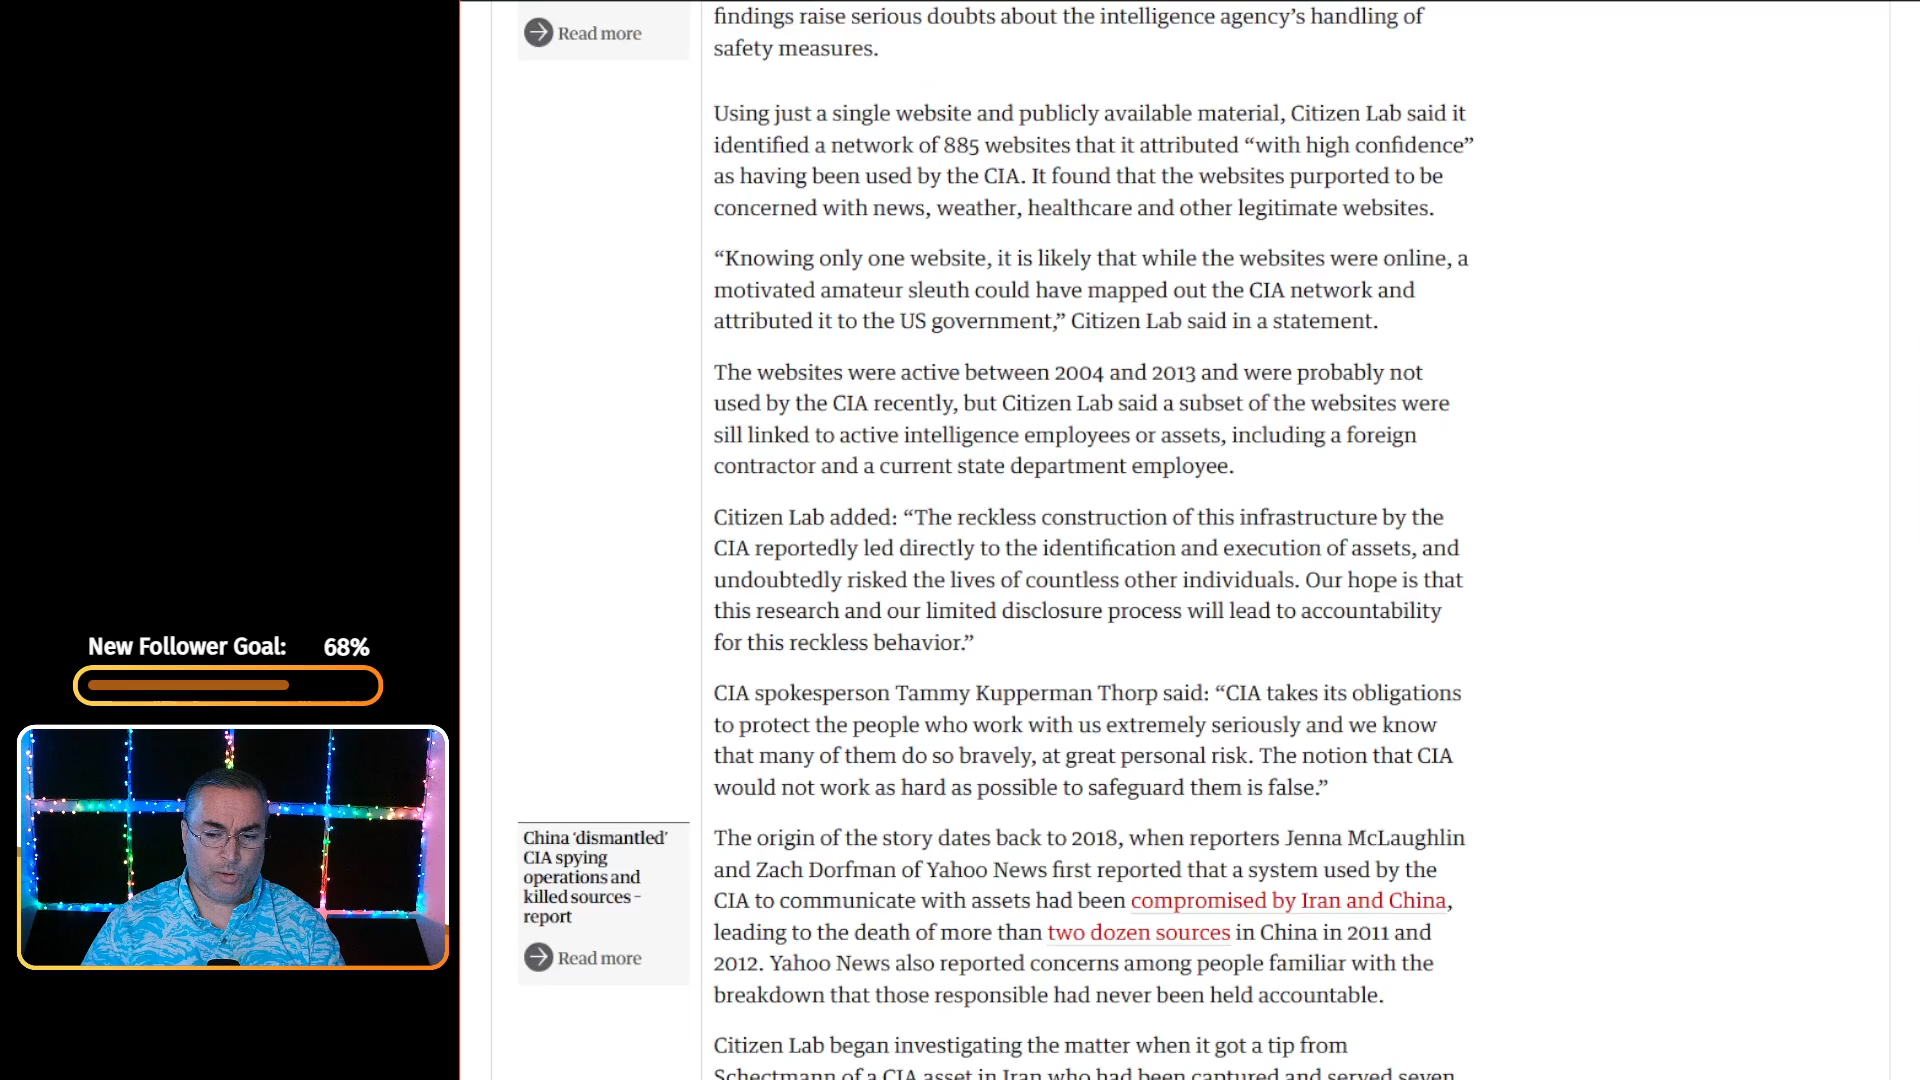 findings raise serious doubts about the intelligence agency’s handling of
safety measures.
Read more
Using just a single website and publicly available material, Citizen Lab said it
identified a network of 885 websites that it attributed “with high confidence”
as having been used by the CIA. It found that the websites purported to be
concerned with news, weather, healthcare and other legitimate websites.
“Knowing only one website, it is likely that while the websites were online, a
motivated amateur sleuth could have mapped out the CIA network and
attributed it to the US government,” Citizen Lab said in a statement.
The websites were active between 2004 and 2013 and were probably not
used by the CIA recently, but Citizen Lab said a subset of the websites were
sill linked to active intelligence employees or assets, including a foreign
contractor and a current state department employee.
Citizen Lab added: “The reckless construction of this infrastructure by the
CIA reportedly led directly to the identification and execution of assets, and
undoubtedly risked the lives of countless other individuals. Our hope is that
this research and our limited disclosure process will lead to accountability
for this reckless behavior.”
New Follower Goal: 68%
CIA spokesperson Tammy Kupperman Thorp said: “CIA takes its obligations
to protect the people who work with us extremely seriously and we know
that many of them do so bravely, at great personal risk. The notion that CIA
would not work as hard as possible to safeguard them is false.”
China ‘dismantled’
CIA spying
operations and
killed sources –
report
Read more
The origin of the story dates back to 2018, when reporters Jenna McLaughlin
and Zach Dorfman of Yahoo News first reported that a system used by the
CIA to communicate with assets had been compromised by Iran and China,
leading to the death of more than two dozen sources in China in 2011 and
2012. Yahoo News also reported concerns among people familiar with the
breakdown that those responsible had never been held accountable.
Citizen Lab began investigating the matter when it got a tip from
Schectmann of a CIA asset in Iran who had been captured and served seven